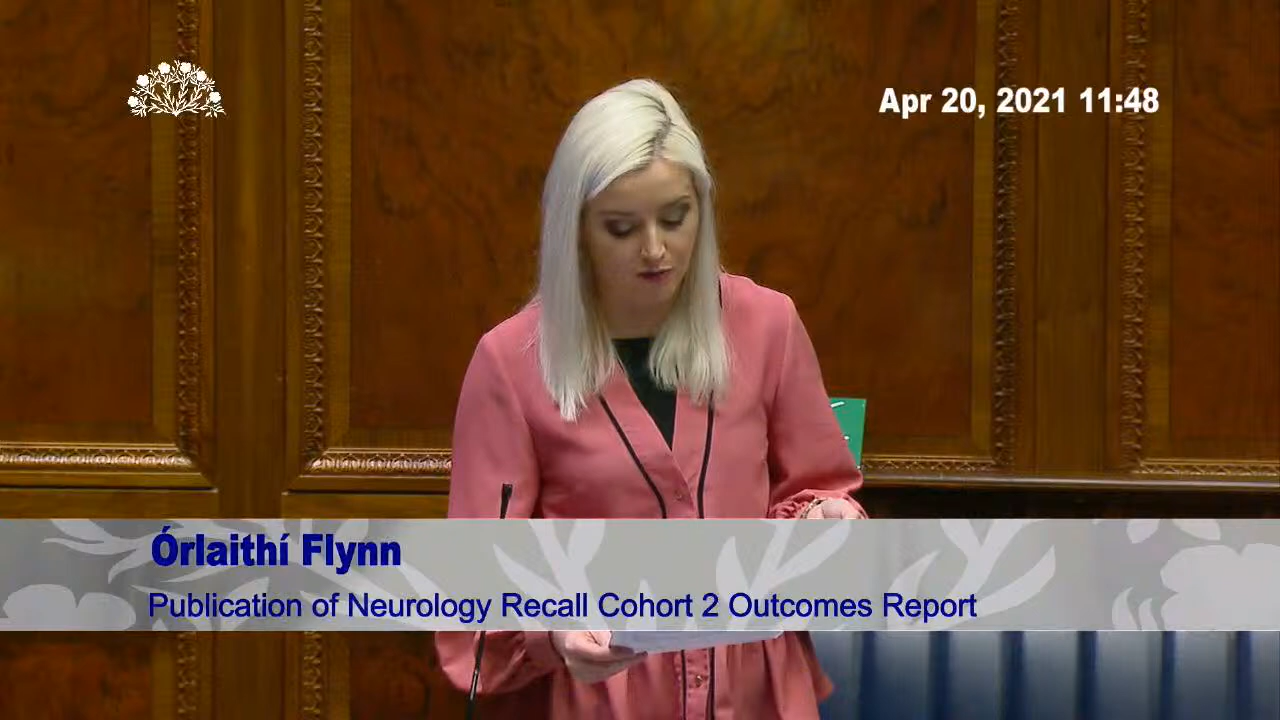 Apr 20, 2021 11:48
Órlaithí Flynn
Publication of Neurology Recall Cohort 2 Outcomes Report